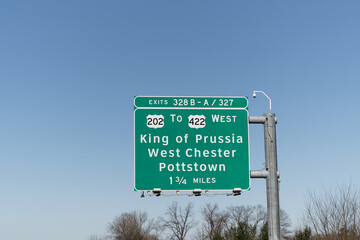 EXITS 328 B - A / 327
202 TO 422 WEST
King of Prussia
West Chester
Pottstown
1 3/4 MILES